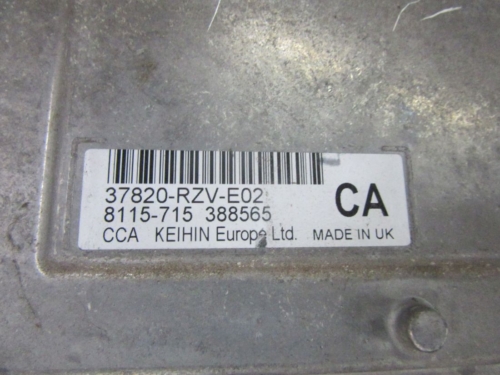 37820-RZV-E02
8115-715 388565
CA
CCA KEIHIN Europe Ltd. MADE IN UK